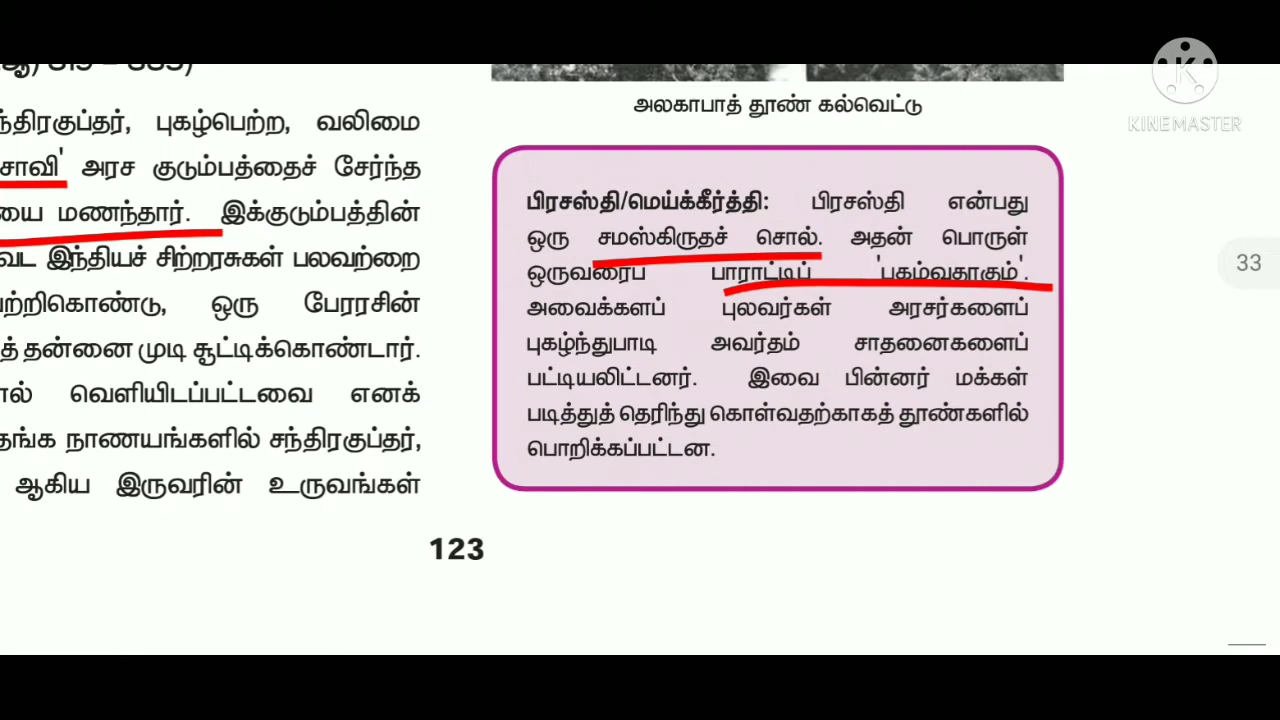 ந்திரகுப்தர், புகழ்பெற்ற, வலிமை
சாவி' அரச குடும்பத்தைச் சேர்ந்த
யை மணந்தார். இக்குடும்பத்தின்
வட இந்தியச் சிற்றரசுகள் பலவற்றை
ற்றிகொண்டு, ஒரு பேரரசின்
த் தன்னை முடி சூட்டிக்கொண்டார்.
ால் வெளியிடப்பட்டவை எனக்
தங்க நாணயங்களில் சந்திரகுப்தர்,
ஆகிய இருவரின் உருவங்கள்
அலகாபாத் தூண் கல்வெட்டு
பிரசஸ்தி/மெய்க்கீர்த்தி: பிரசஸ்தி என்பது
ஒரு சமஸ்கிருதச் சொல். அதன் பொருள்
ஒருவரைப் பாராட்டிப் 'புகழ்வதாகும்'.
அவைக்களப் புலவர்கள் அரசர்களைப்
புகழ்ந்துபாடி அவர்தம் சாதனைகளைப்
பட்டியலிட்டனர். இவை பின்னர் மக்கள்
படித்துத் தெரிந்து கொள்வதற்காகத் தூண்களில்
பொறிக்கப்பட்டன.
123
33
KINEMASTER